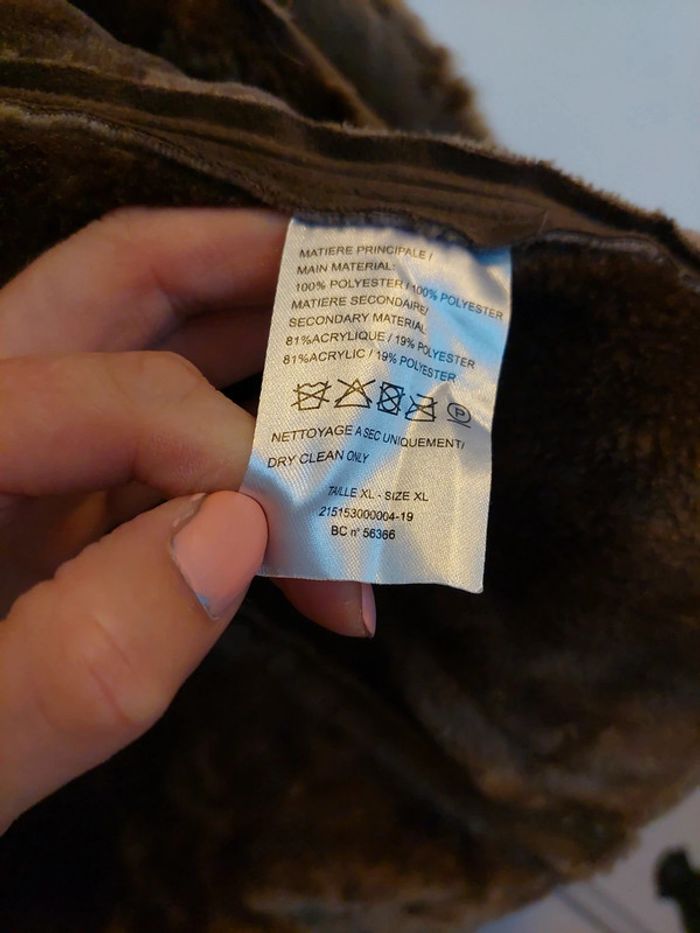 MATIERE PRINCIPALE /
MAIN MATERIAL:
100% POLYESTER / 100% POLYESTER
MATIERE SECONDAIRE/
SECONDARY MATERIAL
81%ACRYLIQUE / 19% POLYESTER
81%ACRYLIC / 19% POLYESTER
P
NETTOYAGE A SEC UNIQUEMENT/
DRY CLEAN ONLY
TAILLE XL - SIZE XL
215153000004-19
BC n° 56366